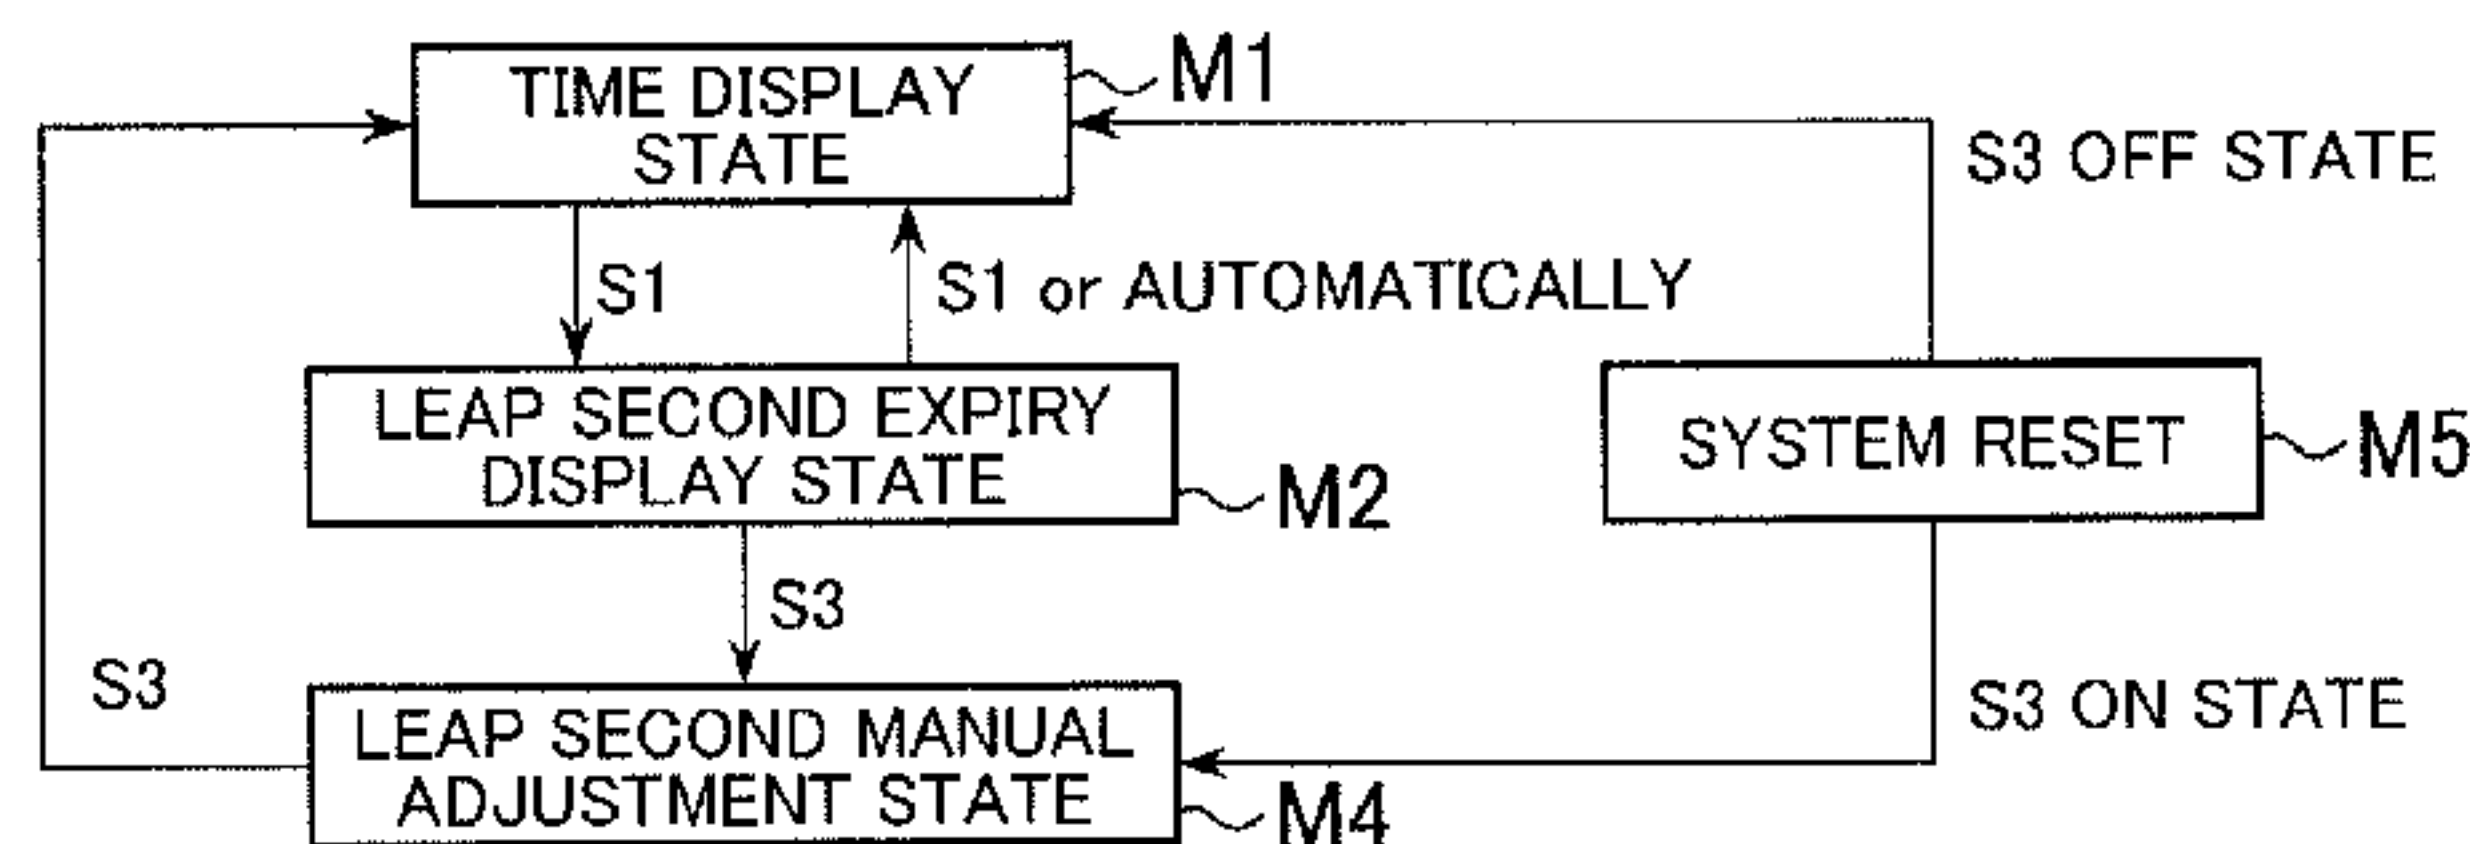 TIME DISPLAY
STATE
M1
S3 OFF STATE
S1
S1 or AUTOMATICALLY
LEAP SECOND EXPIRY
DISPLAY STATE
M2
SYSTEM RESET
M5
S3
S3
LEAP SECOND MANUAL
ADJUSTMENT STATE
M4
S3 ON STATE